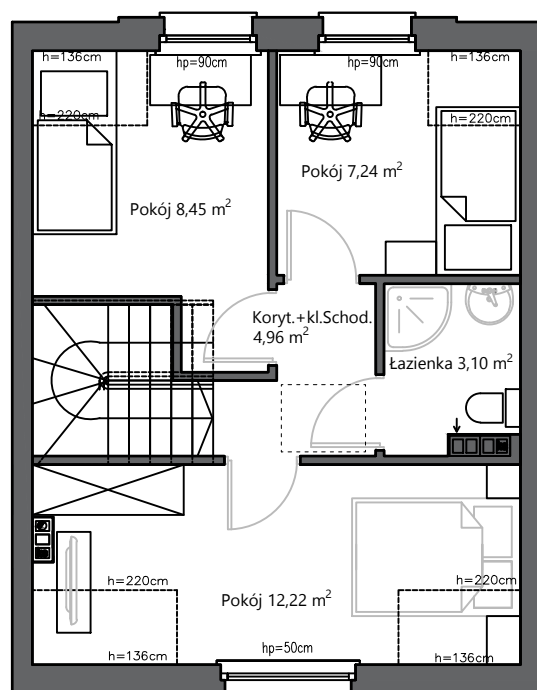 h=136cm
hp=90cm
hp=90cm
h=136cm
h=220cm
h=220cm
Pokój 7,24 m²
Pokój 8,45 m²
Koryt.+kl.Schod.
4,96 m²
Łazienka 3,10 m²
h=220cm
h=220cm
Pokój 12,22 m²
hp=50cm
h=136cm
h=136cm